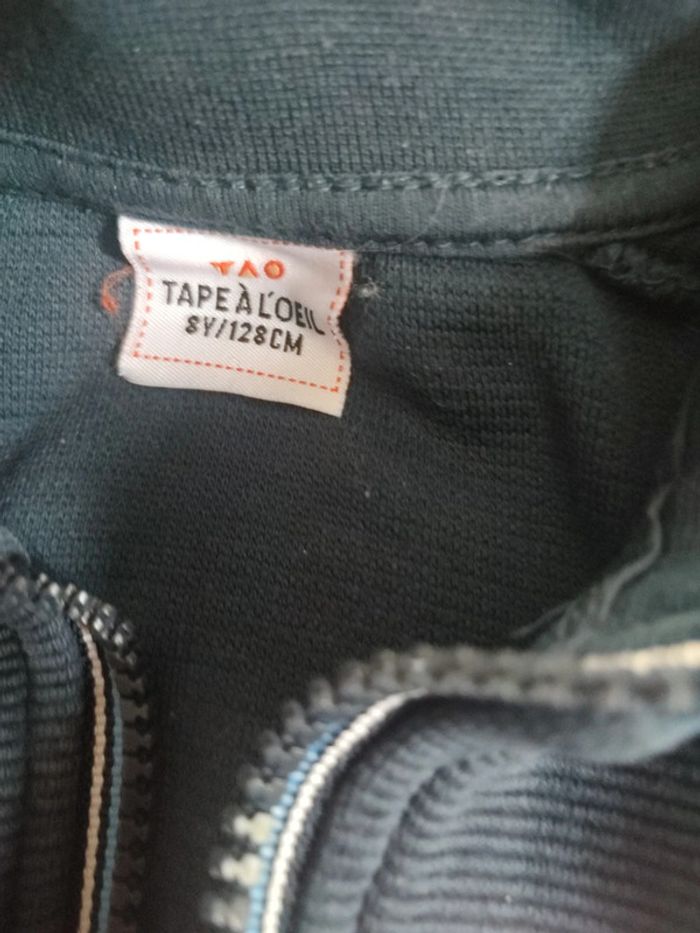 TAO
TAPE À L'OEIL
8Y/128CM